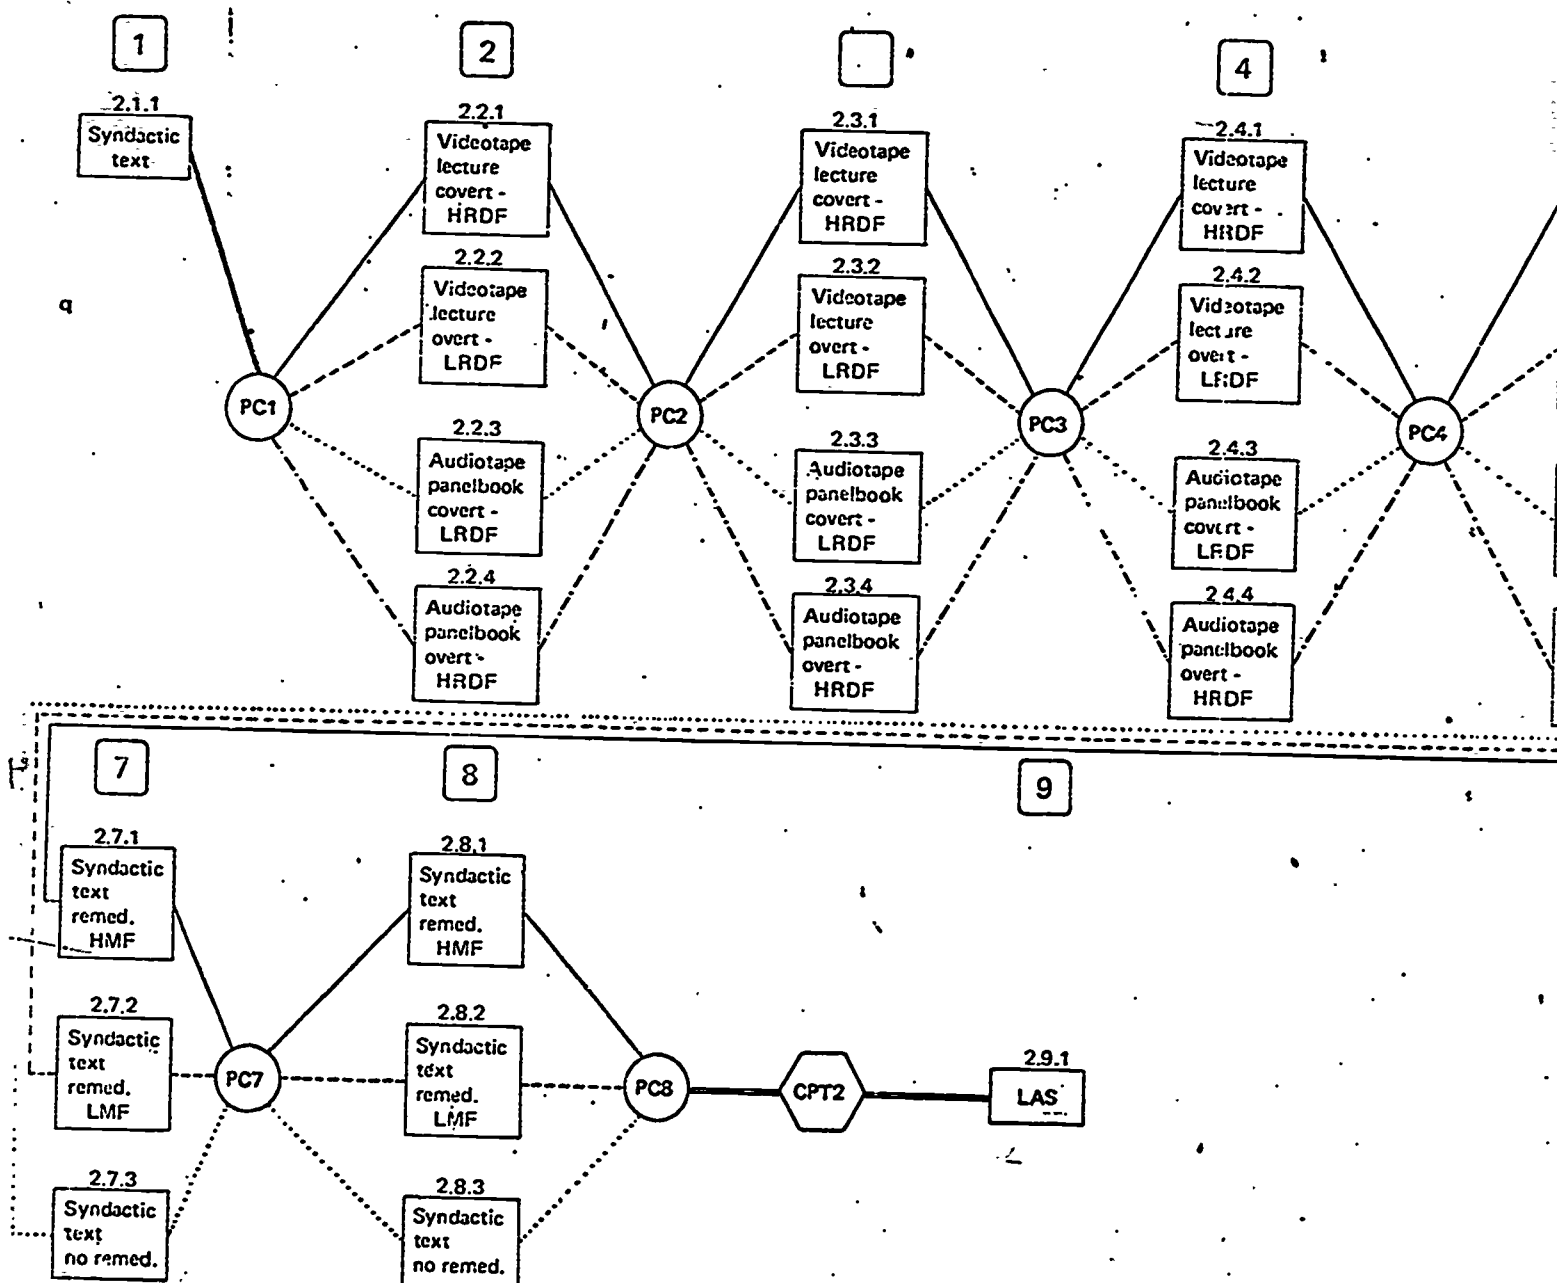 1
2
4
2.1.1
Syndactic
text
2.2.1
Videotape
lecture
covert -
HRDF
2.3.1
Videotape
lecture
covert -
HRDF
2.4.1
Videotape
lecture
covert -
HRDF
2.2.2
Videotape
lecture
overt -
LRDF
2.3.2
Videotape
lecture
overt -
LRDF
2.4.2
Videotape
lecture
overt -
LRDF
q
PC1
PC2
PC3
PC4
2.2.3
Audiotape
panelbook
covert -
LRDF
2.3.3
Audiotape
panelbook
covert -
LRDF
2.4.3
Audiotape
panelbook
covert -
LRDF
2.2.4
Audiotape
panelbook
overt -
HRDF
2.3.4
Audiotape
panelbook
overt -
HRDF
2.4.4
Audiotape
panelbook
overt -
HRDF
7
8
9
2.7.1
Syndactic
text
remed.
HMF
2.8.1
Syndactic
text
remed.
HMF
2.7.2
Syndactic
text
remed.
LMF
2.8.2
Syndactic
text
remed.
LMF
PC7
PC8
CPT2
2.9.1
LAS
2.7.3
Syndactic
text
no remed.
2.8.3
Syndactic
text
no remed.